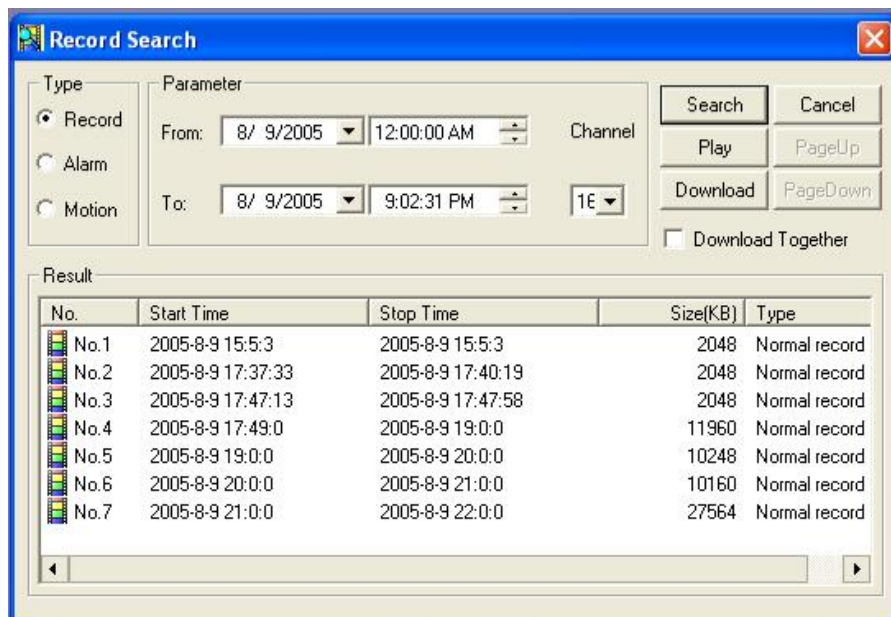 Record Search
Type
Record
Alarm
Motion
Parameter
From: 8/ 9/2005 12:00:00 AM
Channel
To: 8/ 9/2005 9:02:31 PM
Search Cancel
Play PageUp
Download PageDown
Download Together
Result
No. Start Time Stop Time Size(KB) Type
No.1 2005-8-9 15:5:3 2005-8-9 15:5:3 2048 Normal record
No.2 2005-8-9 17:37:33 2005-8-9 17:40:19 2048 Normal record
No.3 2005-8-9 17:47:13 2005-8-9 17:47:58 2048 Normal record
No.4 2005-8-9 17:49:0 2005-8-9 19:0:0 11960 Normal record
No.5 2005-8-9 19:0:0 2005-8-9 20:0:0 10248 Normal record
No.6 2005-8-9 20:0:0 2005-8-9 21:0:0 10160 Normal record
No.7 2005-8-9 21:0:0 2005-8-9 22:0:0 27564 Normal record